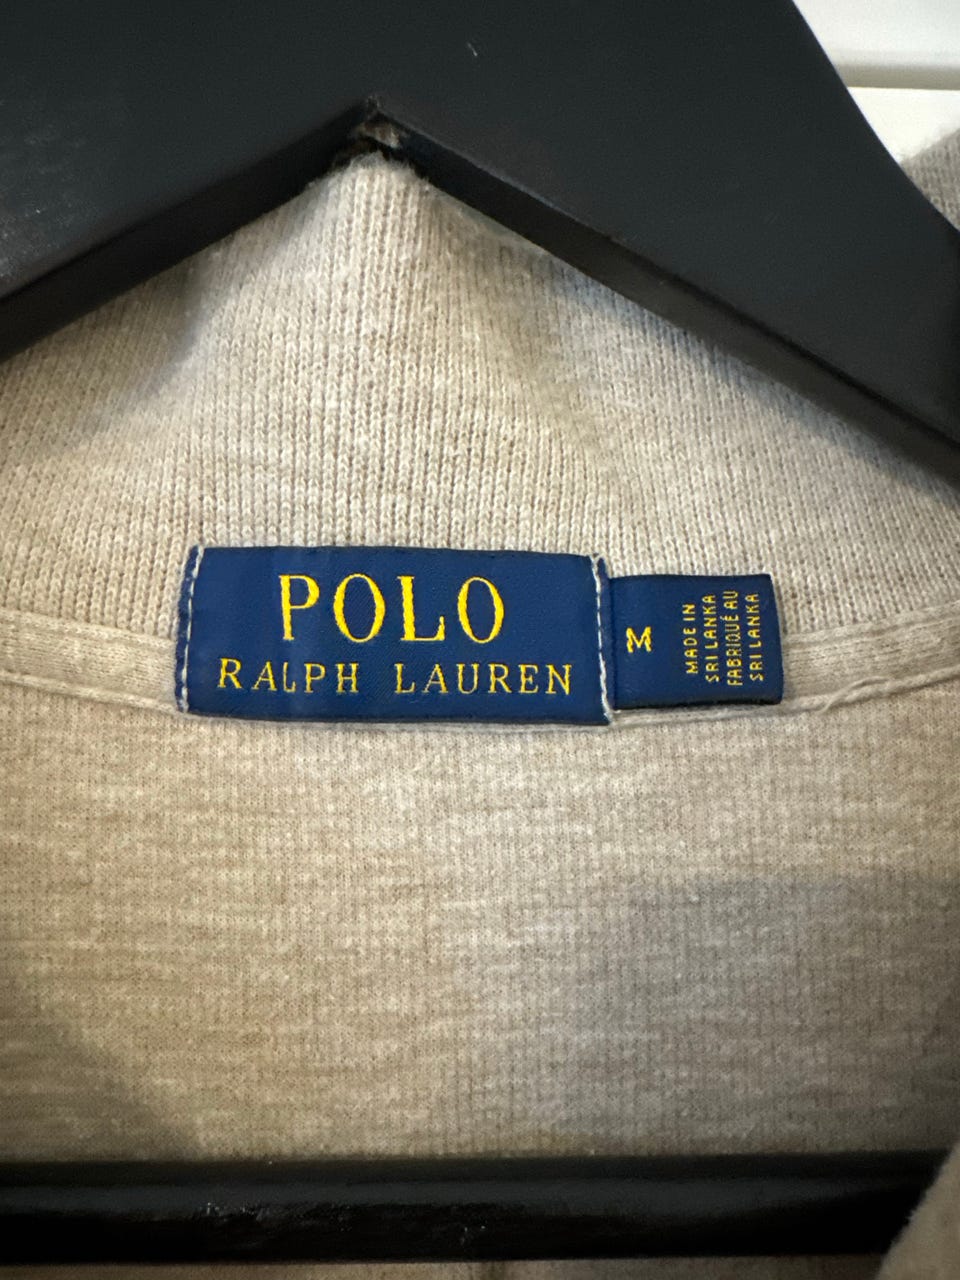 POLO
RALPH LAUREN
M
MADE IN
SRI LANKA
FABRIQUÉ AU
SRI LANKA